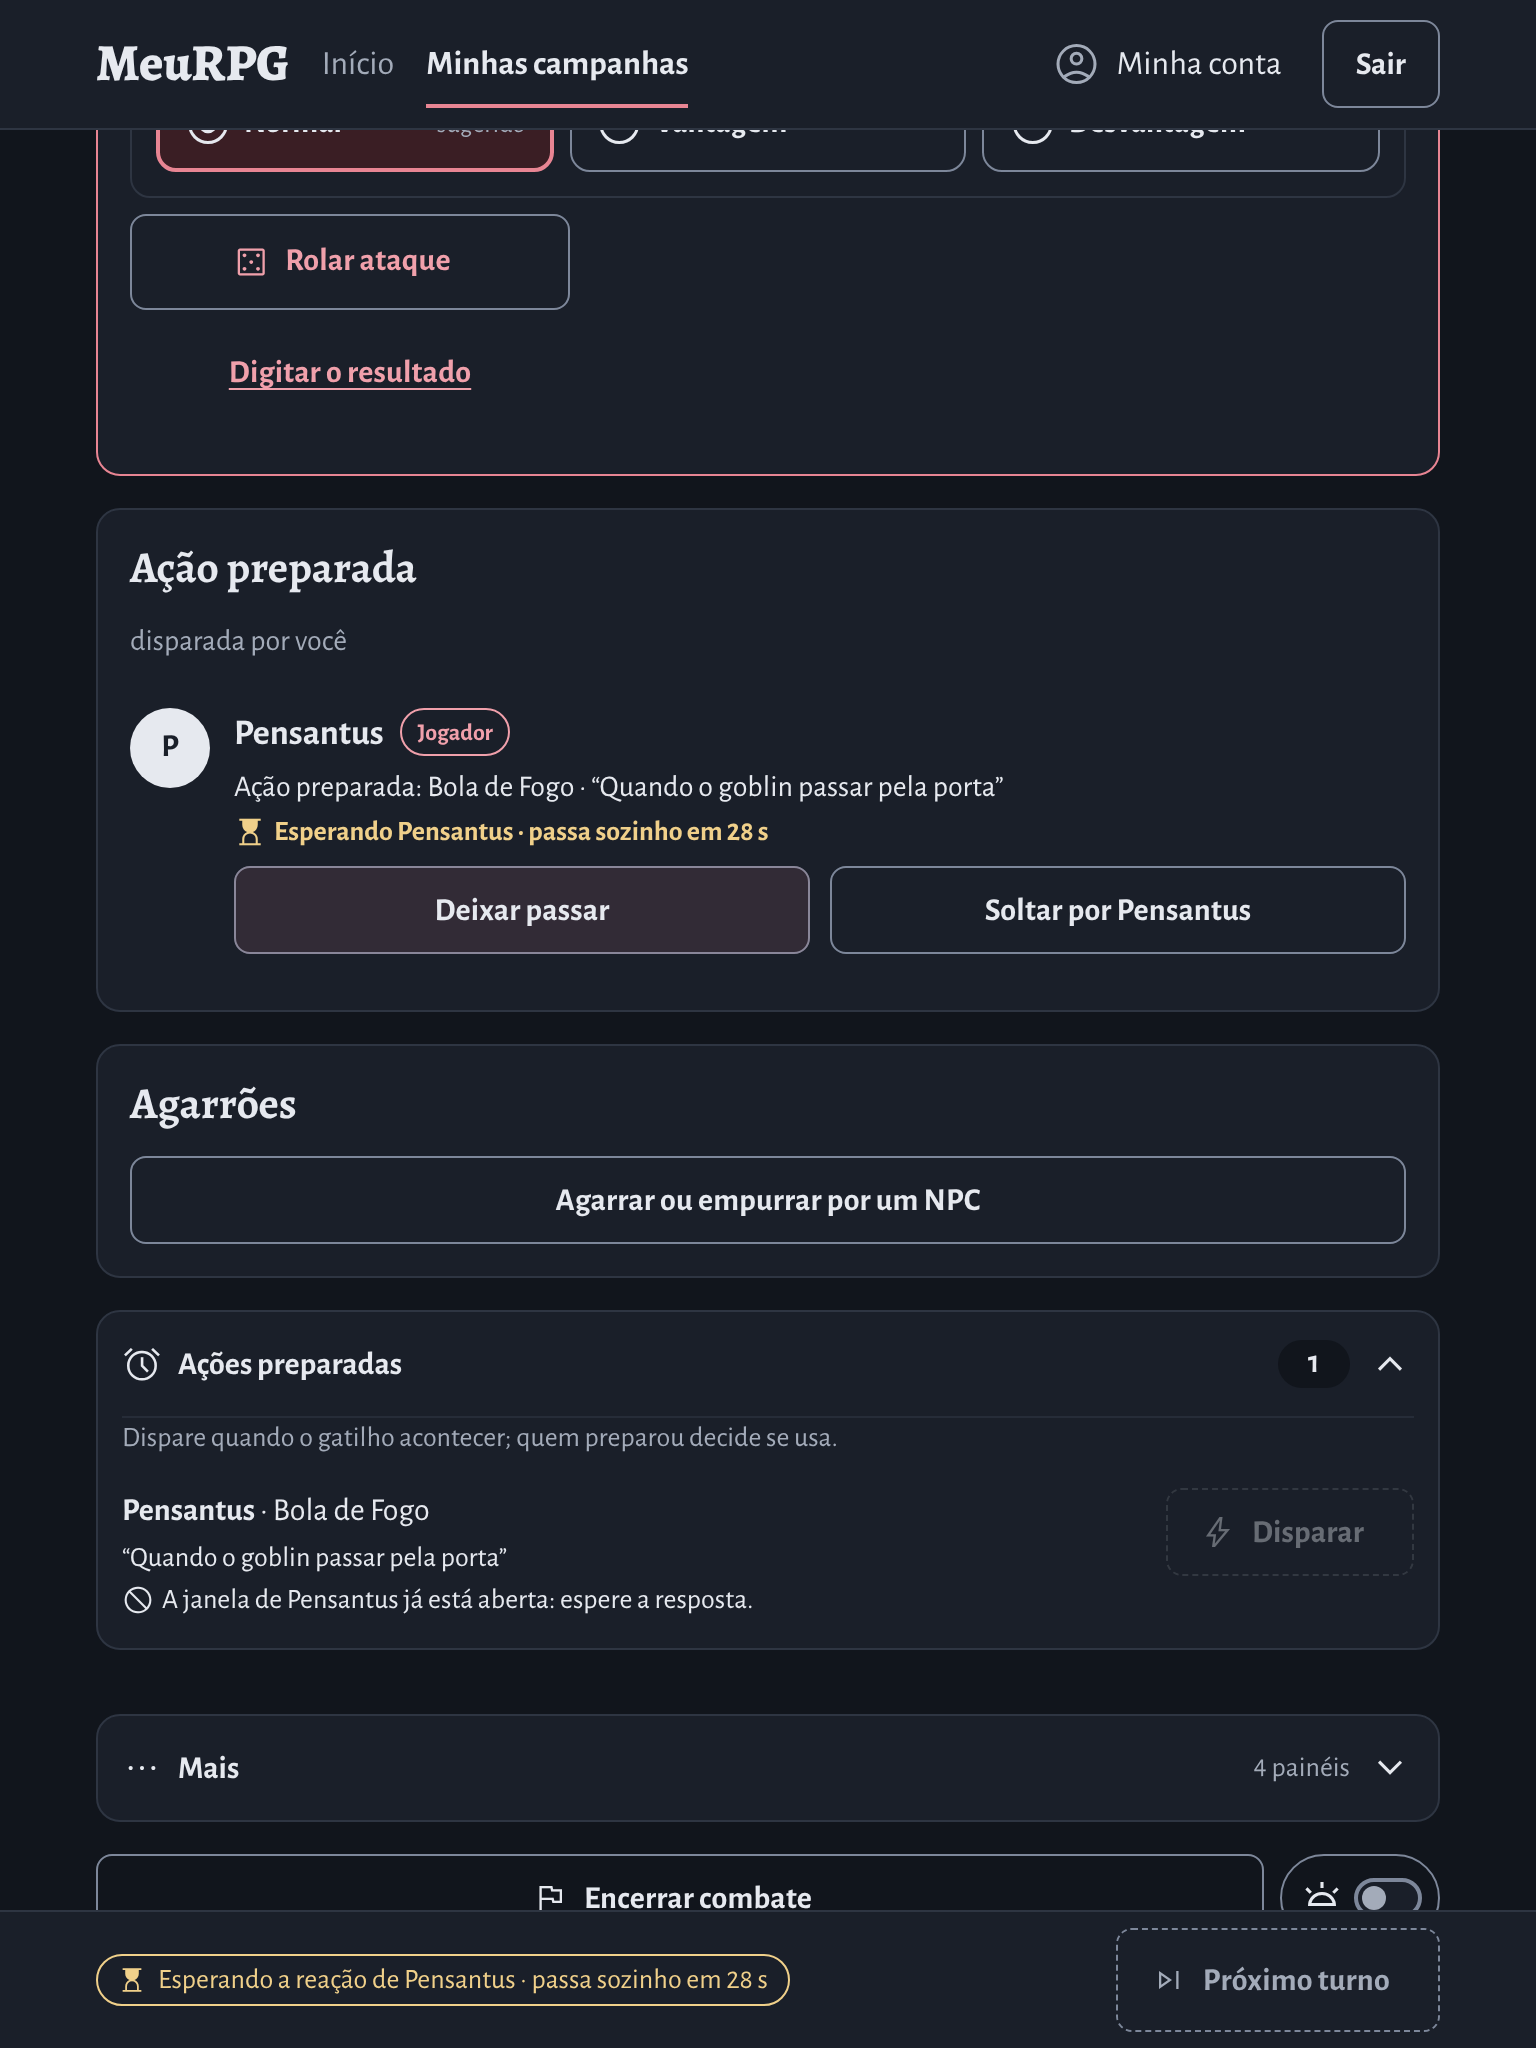 MeuRPG Início Minhas campanhas Minha conta Sair
Normal sugerido Vantagem Desvantagem
Rolar ataque
Digitar o resultado
Ação preparada
disparada por você
P Pensantus Jogador
Ação preparada: Bola de Fogo · “Quando o goblin passar pela porta”
Esperando Pensantus · passa sozinho em 28 s
Deixar passar Soltar por Pensantus
Agarrões
Agarrar ou empurrar por um NPC
Ações preparadas 1
Dispare quando o gatilho acontecer; quem preparou decide se usa.
Pensantus · Bola de Fogo Disparar
“Quando o goblin passar pela porta”
A janela de Pensantus já está aberta: espere a resposta.
··· Mais 4 painéis
Encerrar combate
Esperando a reação de Pensantus · passa sozinho em 28 s Próximo turno